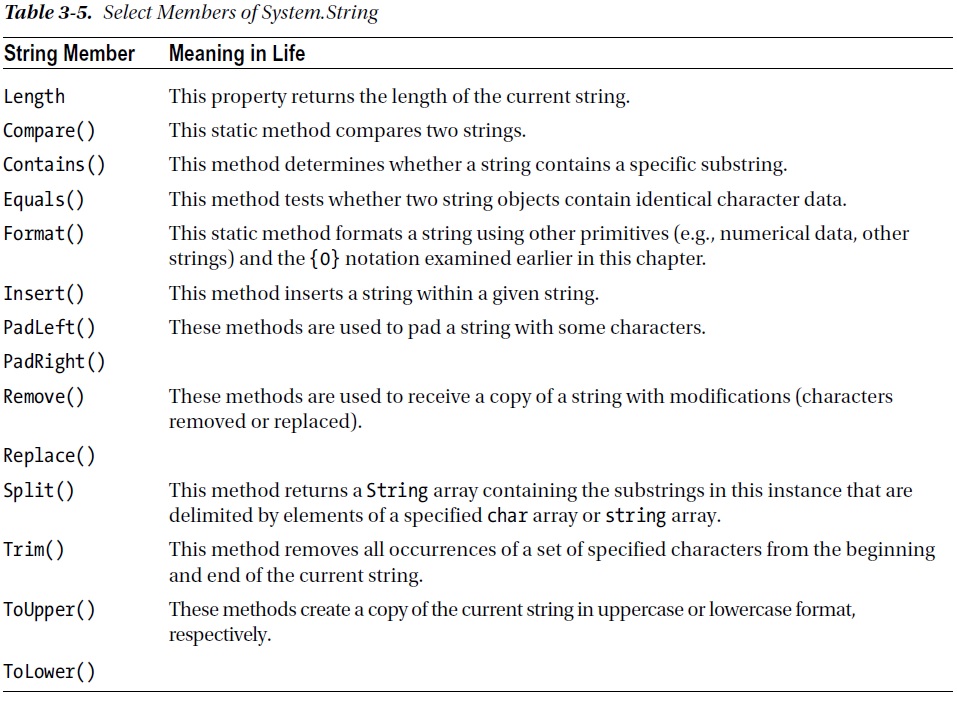 Table 3-5. Select Members of System.String
String Member Meaning in Life
Length This property returns the length of the current string.
Compare() This static method compares two strings.
Contains() This method determines whether a string contains a specific substring.
Equals() This method tests whether two string objects contain identical character data.
Format() This static method formats a string using other primitives (e.g., numerical data, other
strings) and the {0} notation examined earlier in this chapter.
Insert() This method inserts a string within a given string.
PadLeft() These methods are used to pad a string with some characters.
PadRight()
Remove() These methods are used to receive a copy of a string with modifications (characters
removed or replaced).
Replace()
Split() This method returns a String array containing the substrings in this instance that are
delimited by elements of a specified char array or string array.
Trim() This method removes all occurrences of a set of specified characters from the beginning
and end of the current string.
ToUpper() These methods create a copy of the current string in uppercase or lowercase format,
respectively.
ToLower()